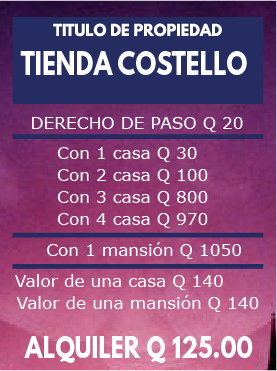 TITULO DE PROPIEDAD
TIENDA COSTELLO
DERECHO DE PASO Q 20
Con 1 casa Q 30
Con 2 casa Q 100
Con 3 casa Q 800
Con 4 casa Q 970
Con 1 mansión Q 1050
Valor de una casa Q 140
Valor de una mansión Q 140
ALQUILER Q 125.00